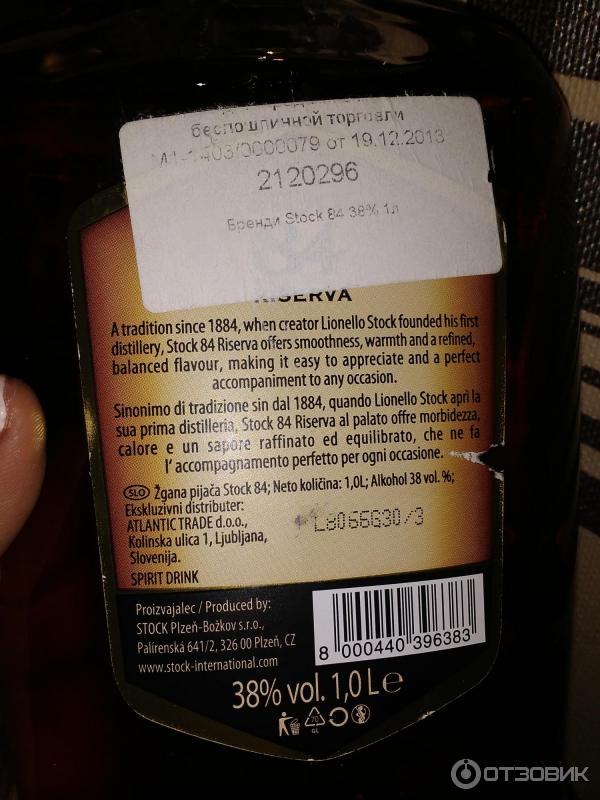 беспошлинной торговли
от 19.12.2013
2120296
Бренди Stock 84 38% 1л
84
RISERVA
A tradition since 1884, when creator Lionello Stock founded his first
distillery, Stock 84 Riserva offers smoothness, warmth and a refined,
balanced flavour, making it easy to appreciate and a perfect
accompaniment to any occasion.
Sinonimo di tradizione sin dal 1884, quando Lionello Stock aprì la
sua prima distilleria, Stock 84 Riserva al palato offre morbidezza,
calore e un sapore raffinato ed equilibrato, che ne fa
l' accompagnamento perfetto per ogni occasione.
SLO Žgana pijača Stock 84; Neto količina: 1,0L; Alkohol 38 vol. %;
Ekskluzivni distributer:
ATLANTIC TRADE d.o.o.,
Kolinska ulica 1, Ljubljana,
Slovenija.
L8066G30/3
SPIRIT DRINK
Proizvajalec / Produced by:
STOCK Plzeň-Božkov s.r.o.,
Palírenská 641/2, 326 00 Plzeň, CZ
www.stock-international.com
8 000440 396383
38% vol. 1,0 L e
70
GL
ОТЗОВИК